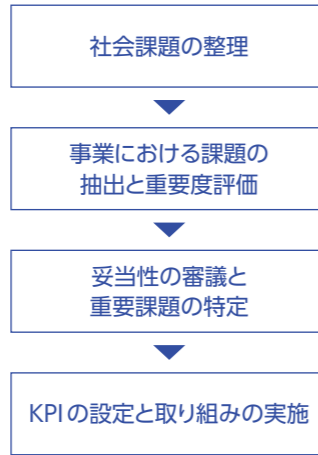 社会課題の整理
事業における課題の
抽出と重要度評価
妥当性の審議と
重要課題の特定
KPIの設定と取り組みの実施